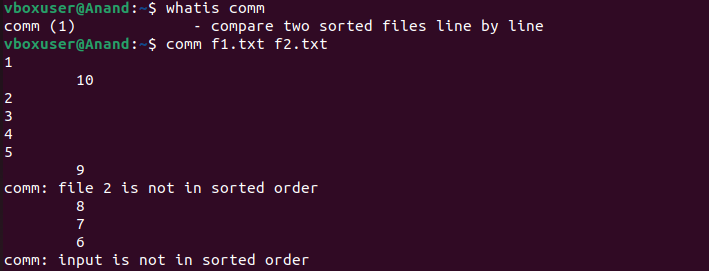 vboxuser@Anand:~$ whatis comm
comm (1)             - compare two sorted files line by line
vboxuser@Anand:~$ comm f1.txt f2.txt
1
        10
2
3
4
5
        9
comm: file 2 is not in sorted order
        8
        7
        6
comm: input is not in sorted order